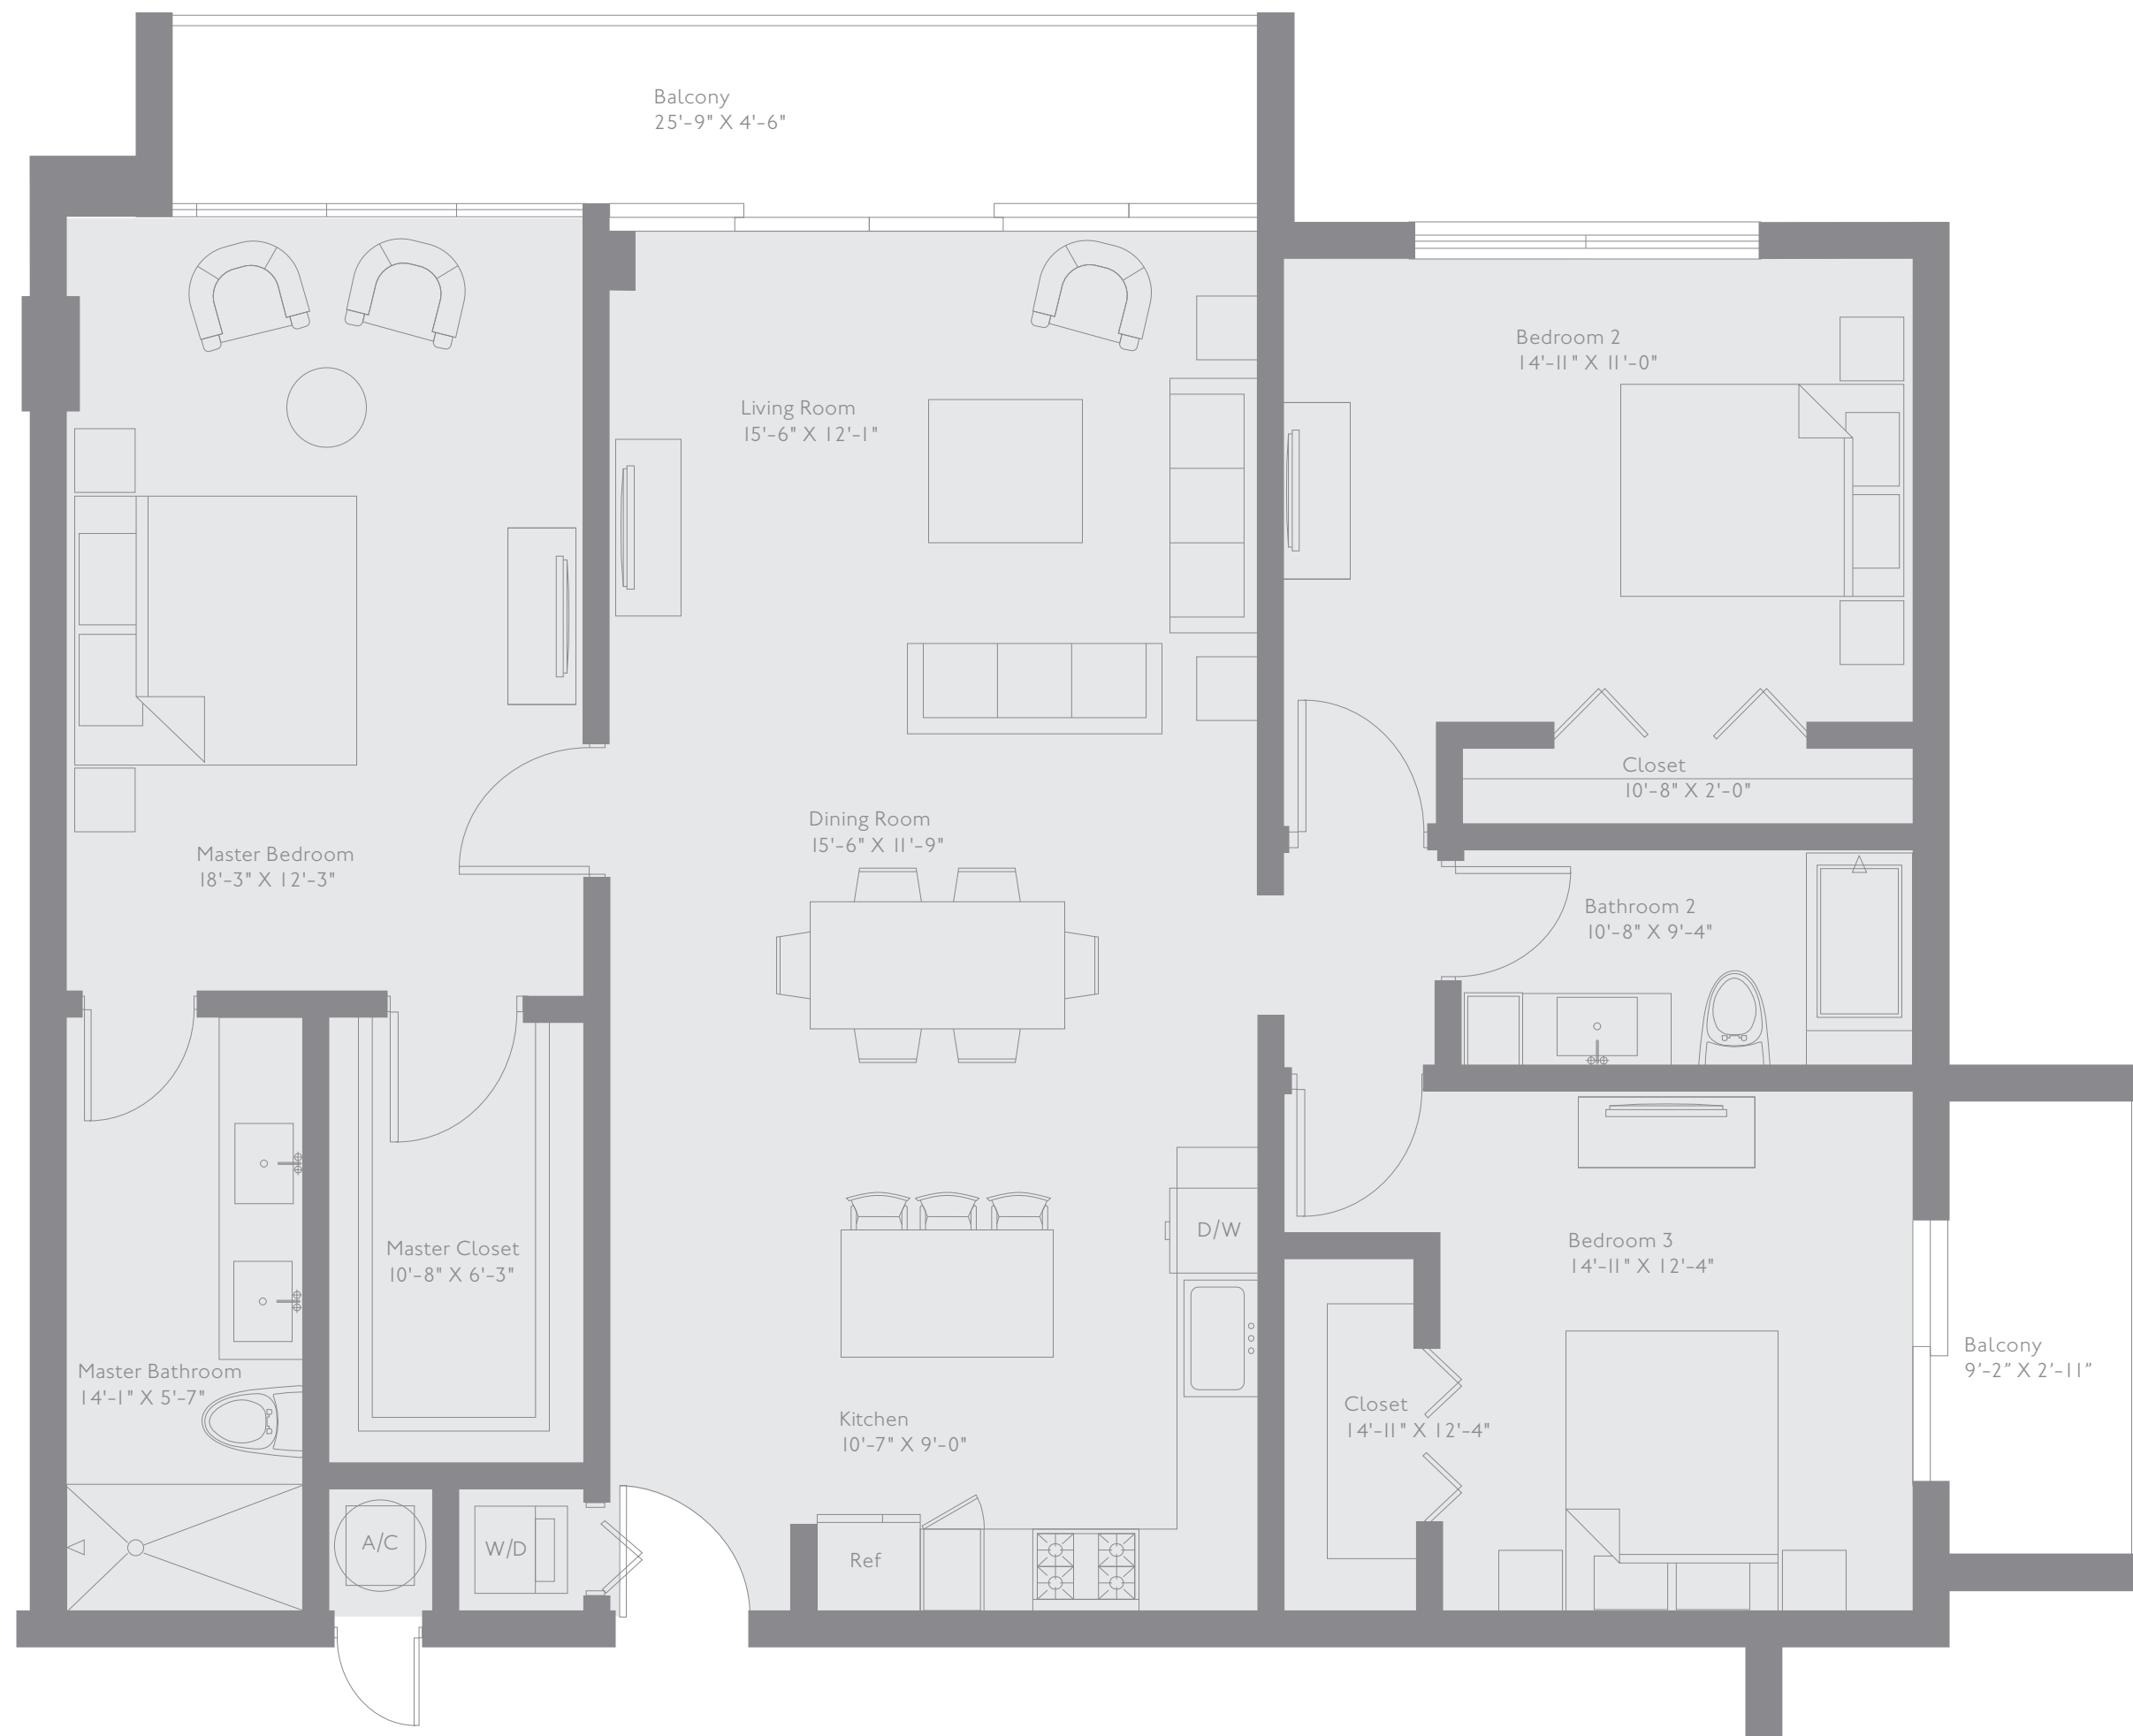 Balcony
25'-9" X 4'-6"
Bedroom 2
14'-11" X 11'-0"
Living Room
15'-6" X 12'-1"
Closet
10'-8" X 2'-0"
Dining Room
15'-6" X 11'-9"
Master Bedroom
18'-3" X 12'-3"
Bathroom 2
10'-8" X 9'-4"
D/W
Master Closet
10'-8" X 6'-3"
Bedroom 3
14'-11" X 12'-4"
Balcony
9’-2” X 2’-11”
Master Bathroom
14'-1" X 5'-7"
Closet
14'-11" X 12'-4"
Kitchen
10'-7" X 9'-0"
A/C
W/D
Ref